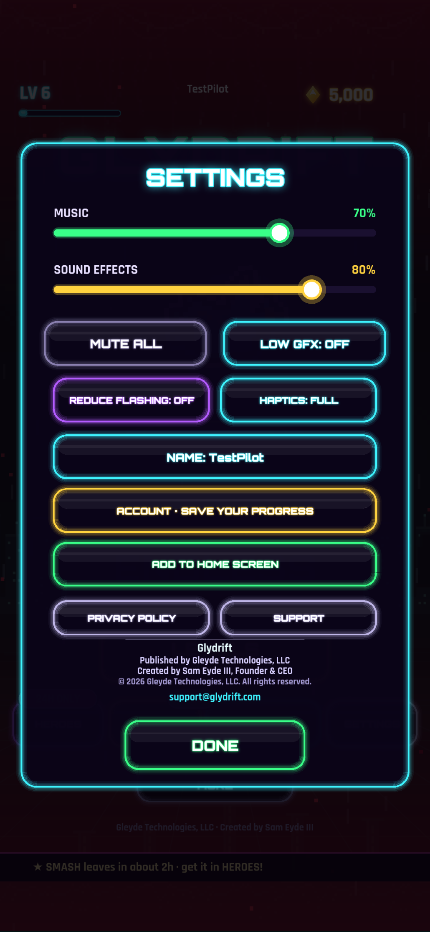 LV 6
TestPilot
5,000
SETTINGS
MUSIC
70%
SOUND EFFECTS
80%
MUTE ALL
LOW GFX: OFF
REDUCE FLASHING: OFF
HAPTICS: FULL
NAME: TestPilot
ACCOUNT · SAVE YOUR PROGRESS
ADD TO HOME SCREEN
PRIVACY POLICY
SUPPORT
Glydrift
Published by Gleyde Technologies, LLC
Created by Sam Eyde III, Founder & CEO
© 2026 Gleyde Technologies, LLC. All rights reserved.
support@glydrift.com
DONE
Gleyde Technologies, LLC · Created by Sam Eyde III
★ SMASH leaves in about 2h · get it in HEROES!